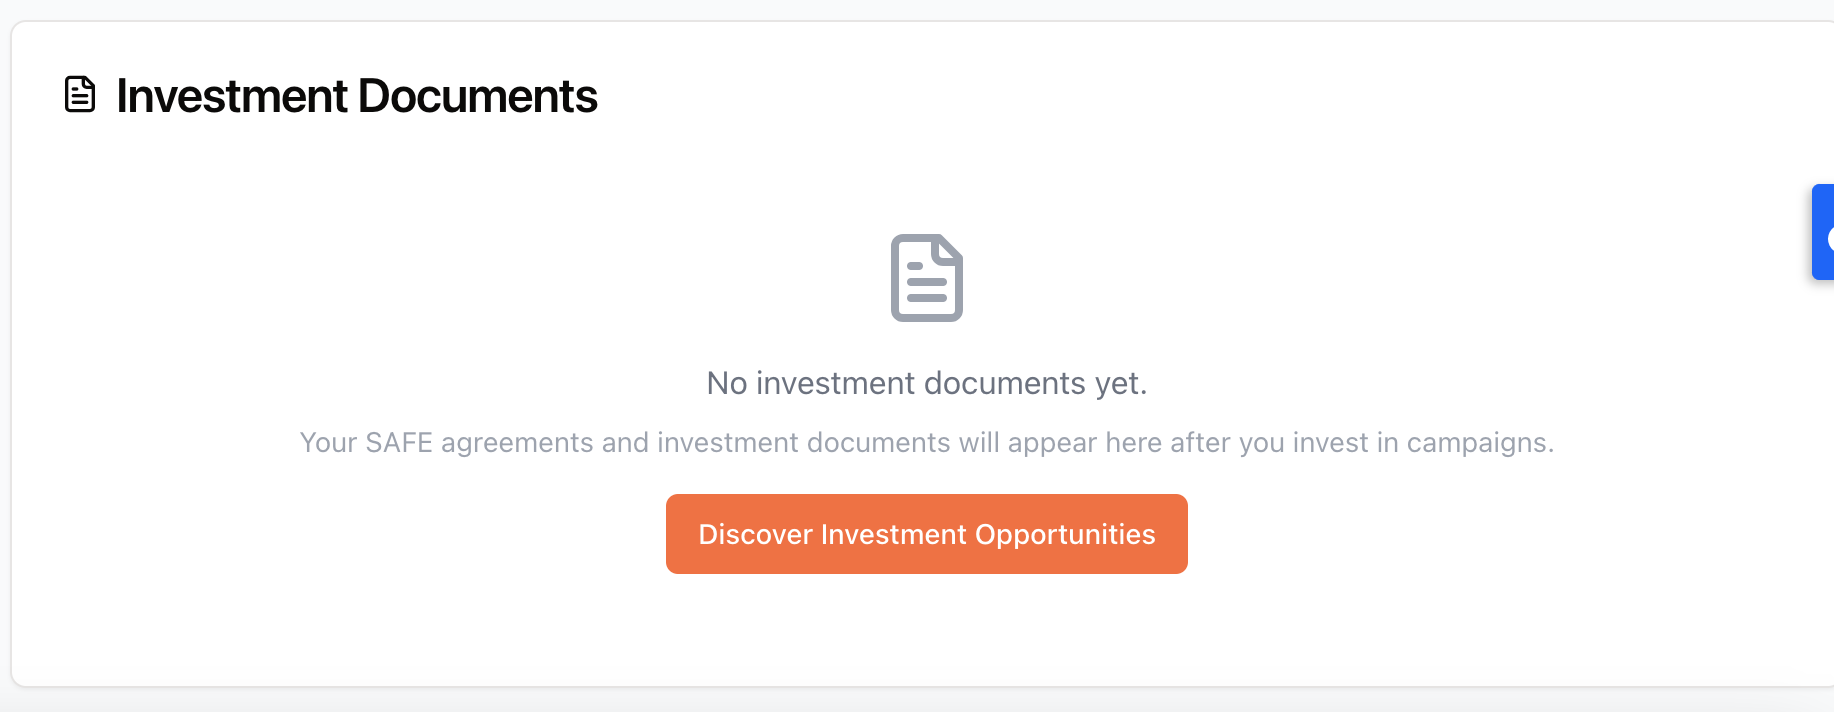 Investment Documents
No investment documents yet.
Your SAFE agreements and investment documents will appear here after you invest in campaigns.
Discover Investment Opportunities